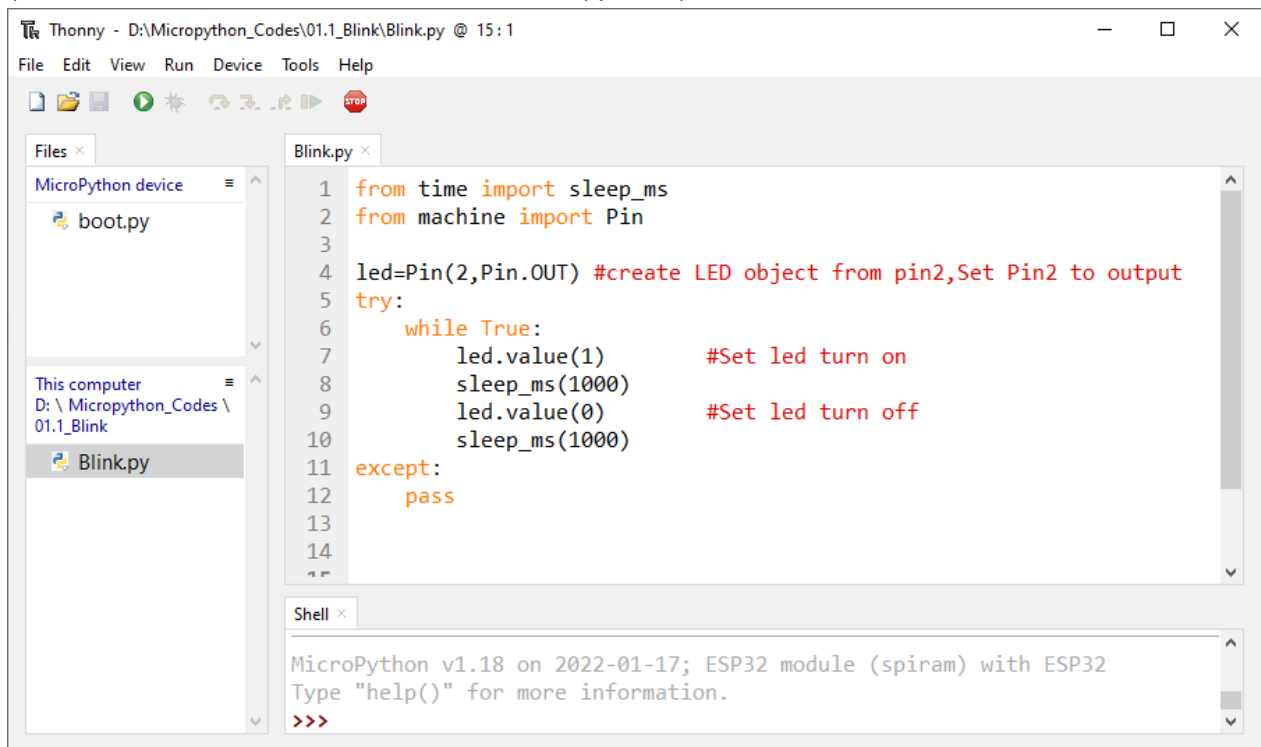 Thonny - D:\Micropython_Codes\01.1_Blink\Blink.py @ 15:1
File Edit View Run Device Tools Help
STOP
Files ×
MicroPython device ≡
boot.py
This computer ≡
D: \ Micropython_Codes \
01.1_Blink
Blink.py
Blink.py ×
1 from time import sleep_ms
2 from machine import Pin
3
4 led=Pin(2,Pin.OUT) #create LED object from pin2,Set Pin2 to output
5 try:
6     while True:
7         led.value(1)        #Set led turn on
8         sleep_ms(1000)
9         led.value(0)        #Set led turn off
10         sleep_ms(1000)
11 except:
12     pass
13
14
Shell ×
MicroPython v1.18 on 2022-01-17; ESP32 module (spiram) with ESP32
Type "help()" for more information.
>>>